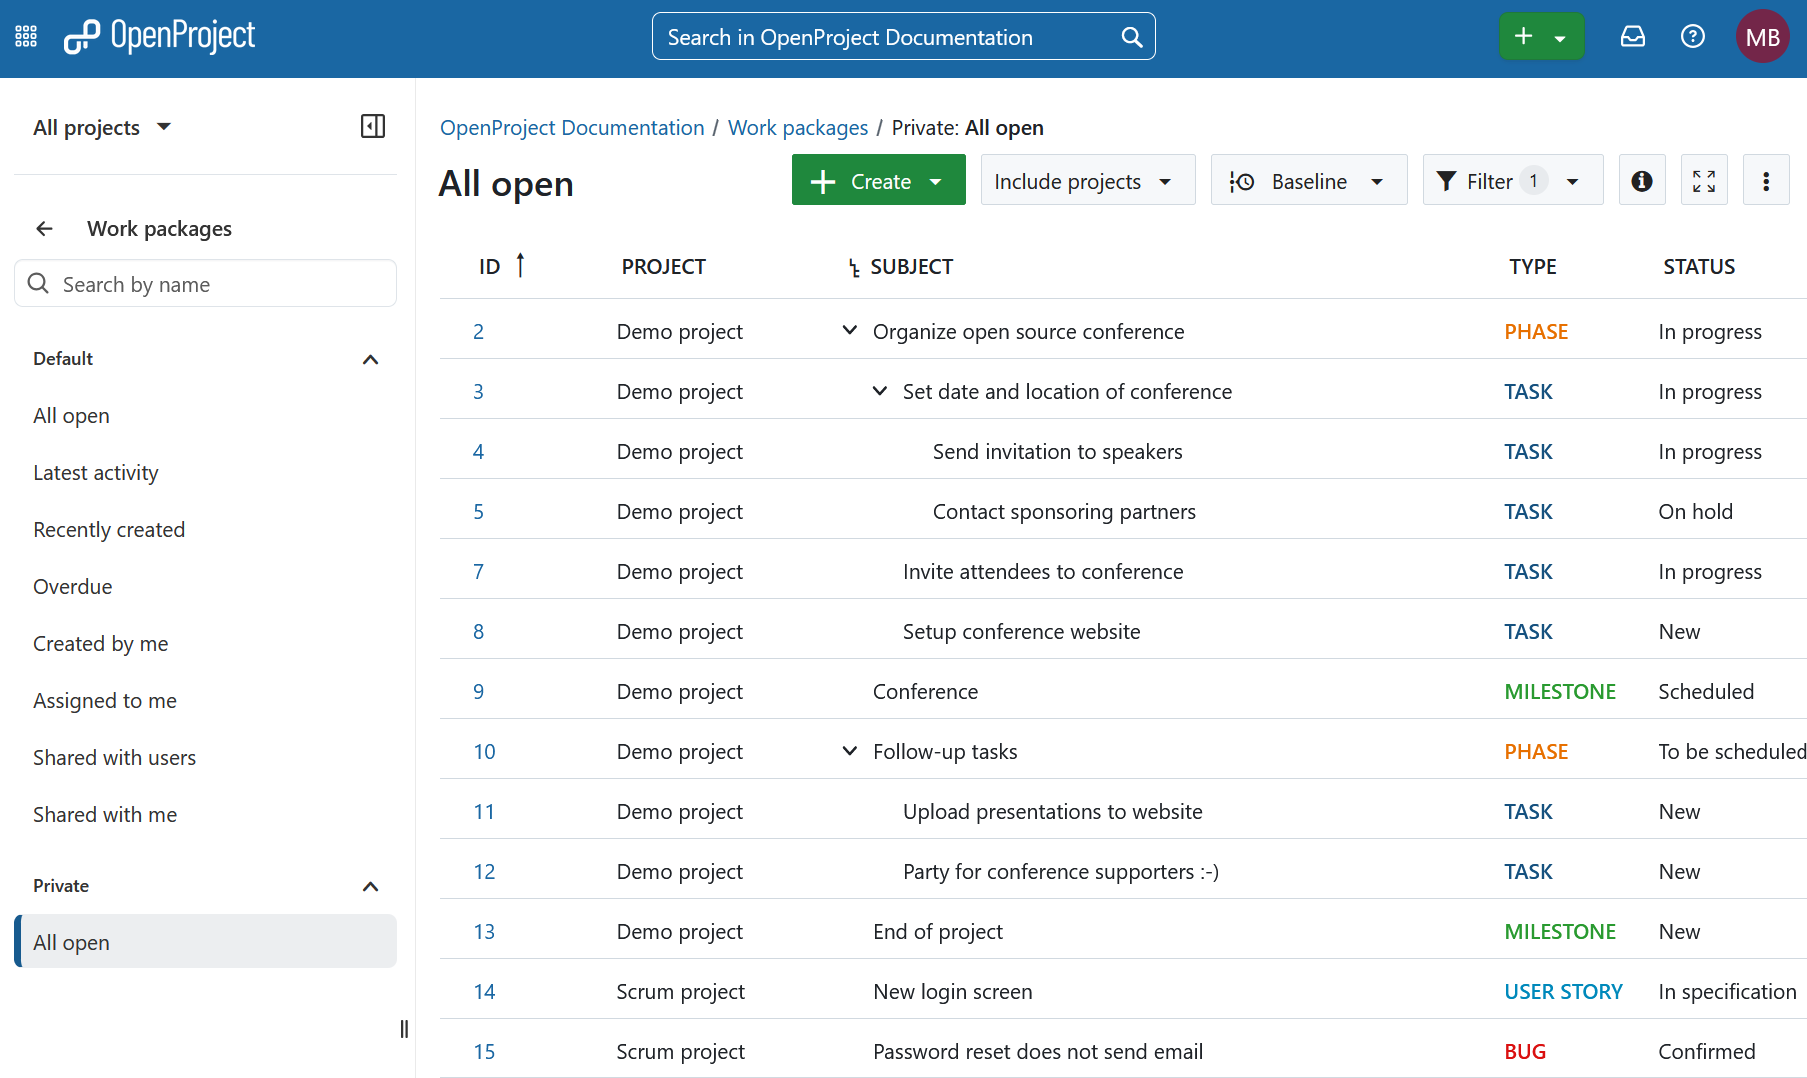 OpenProject
Search in OpenProject Documentation
MB
All projects
Work packages
Search by name
Default
All open
Latest activity
Recently created
Overdue
Created by me
Assigned to me
Shared with users
Shared with me
Private
All open
OpenProject Documentation / Work packages / Private: All open
All open
Create
Include projects
Baseline
Filter 1
ID PROJECT SUBJECT TYPE STATUS
2 Demo project Organize open source conference PHASE In progress
3 Demo project Set date and location of conference TASK In progress
4 Demo project Send invitation to speakers TASK In progress
5 Demo project Contact sponsoring partners TASK On hold
7 Demo project Invite attendees to conference TASK In progress
8 Demo project Setup conference website TASK New
9 Demo project Conference MILESTONE Scheduled
10 Demo project Follow-up tasks PHASE To be scheduled
11 Demo project Upload presentations to website TASK New
12 Demo project Party for conference supporters :-) TASK New
13 Demo project End of project MILESTONE New
14 Scrum project New login screen USER STORY In specification
15 Scrum project Password reset does not send email BUG Confirmed